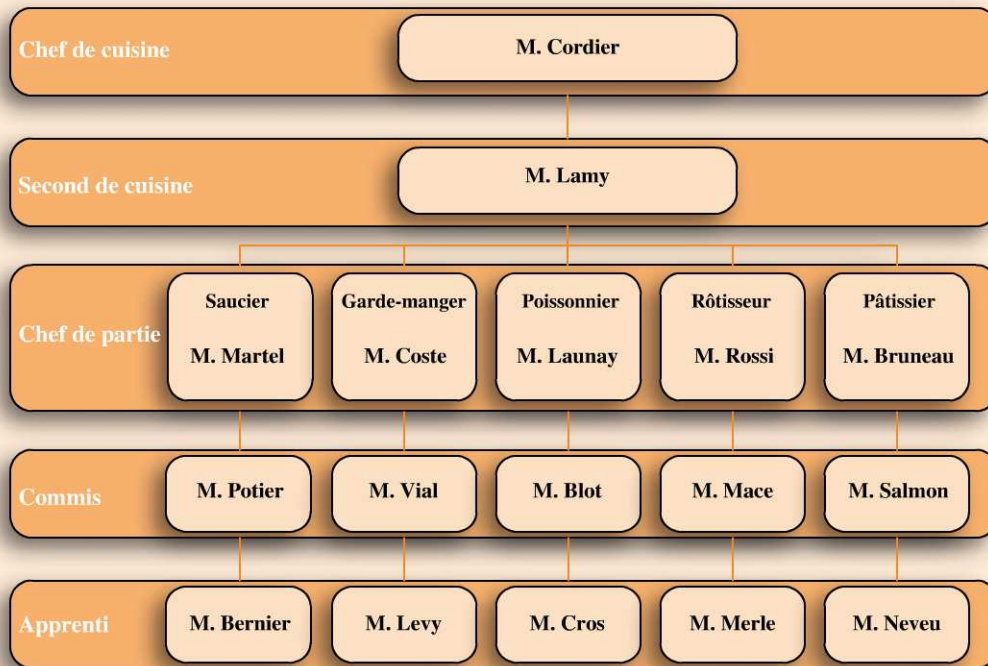 Chef de cuisine
M. Cordier
Second de cuisine
M. Lamy
Chef de partie
Saucier
M. Martel
Garde-manger
M. Coste
Poissonnier
M. Launay
Rôtisseur
M. Rossi
Pâtissier
M. Bruneau
Commis
M. Potier
M. Vial
M. Blot
M. Mace
M. Salmon
Apprenti
M. Bernier
M. Levy
M. Cros
M. Merle
M. Neveu